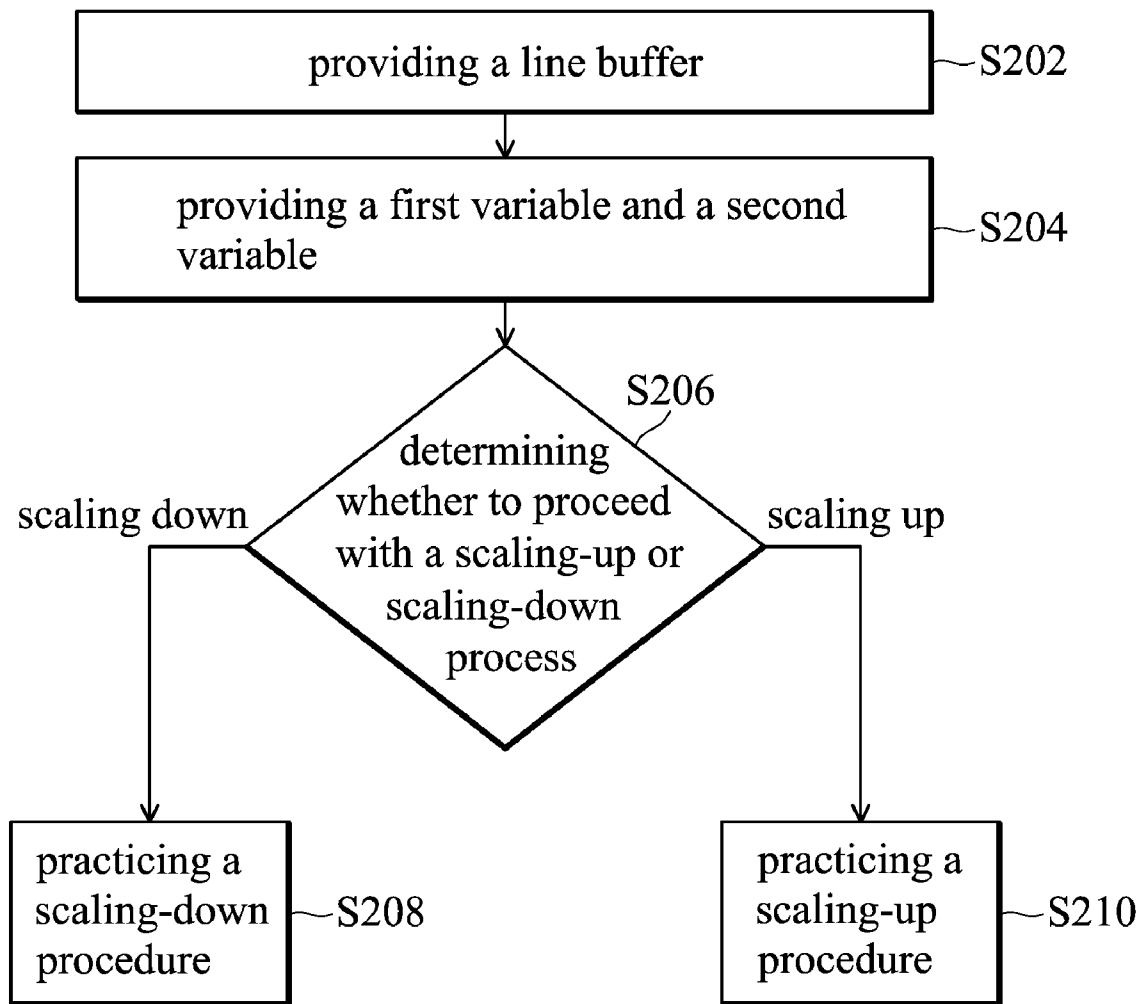 providing a line buffer
S202
providing a first variable and a second
variable
S204
S206
determining
whether to proceed
with a scaling-up or
scaling-down
process
scaling down
scaling up
practicing a
scaling-down
procedure
S208
practicing a
scaling-up
procedure
S210